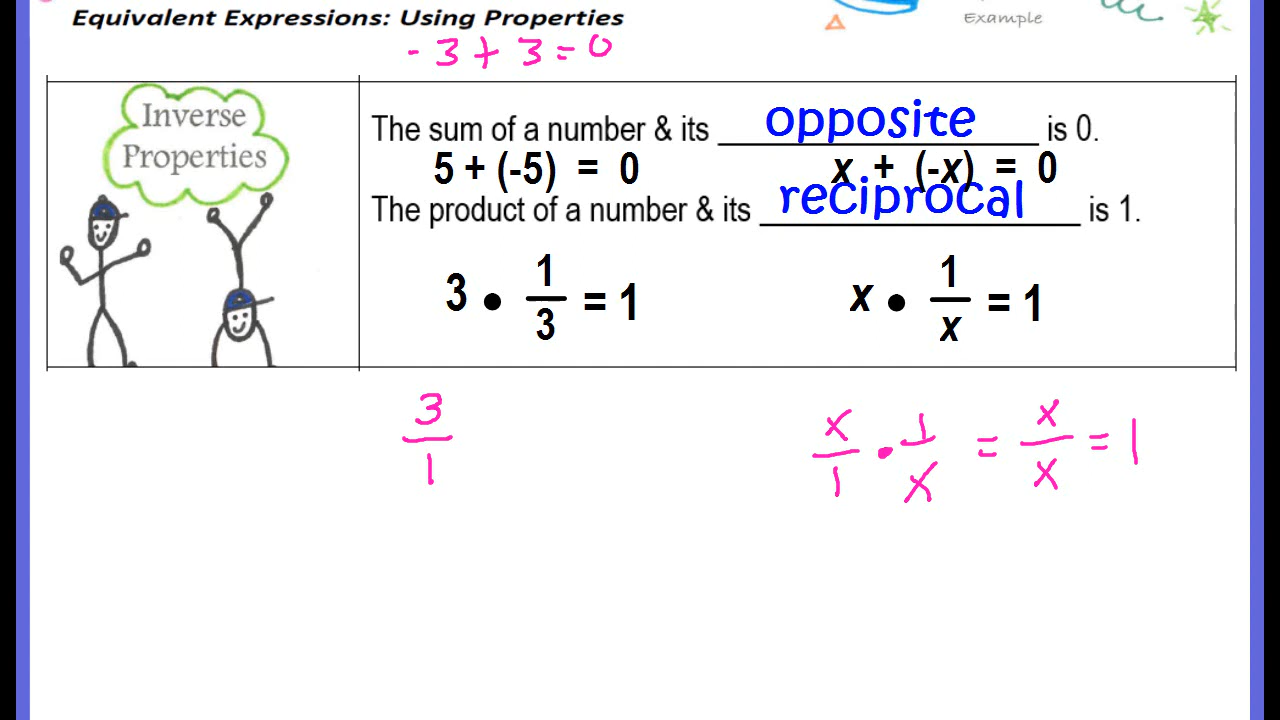 Equivalent Expressions: Using Properties
Example
- 3 + 3 = 0
Inverse
Properties
The sum of a number & its opposite is 0.
5 + (-5) = 0 x + (-x) = 0
The product of a number & its reciprocal is 1.
3 • 1/3 = 1 x • 1/x = 1
3/1 x/1 • 1/x = x/x = 1